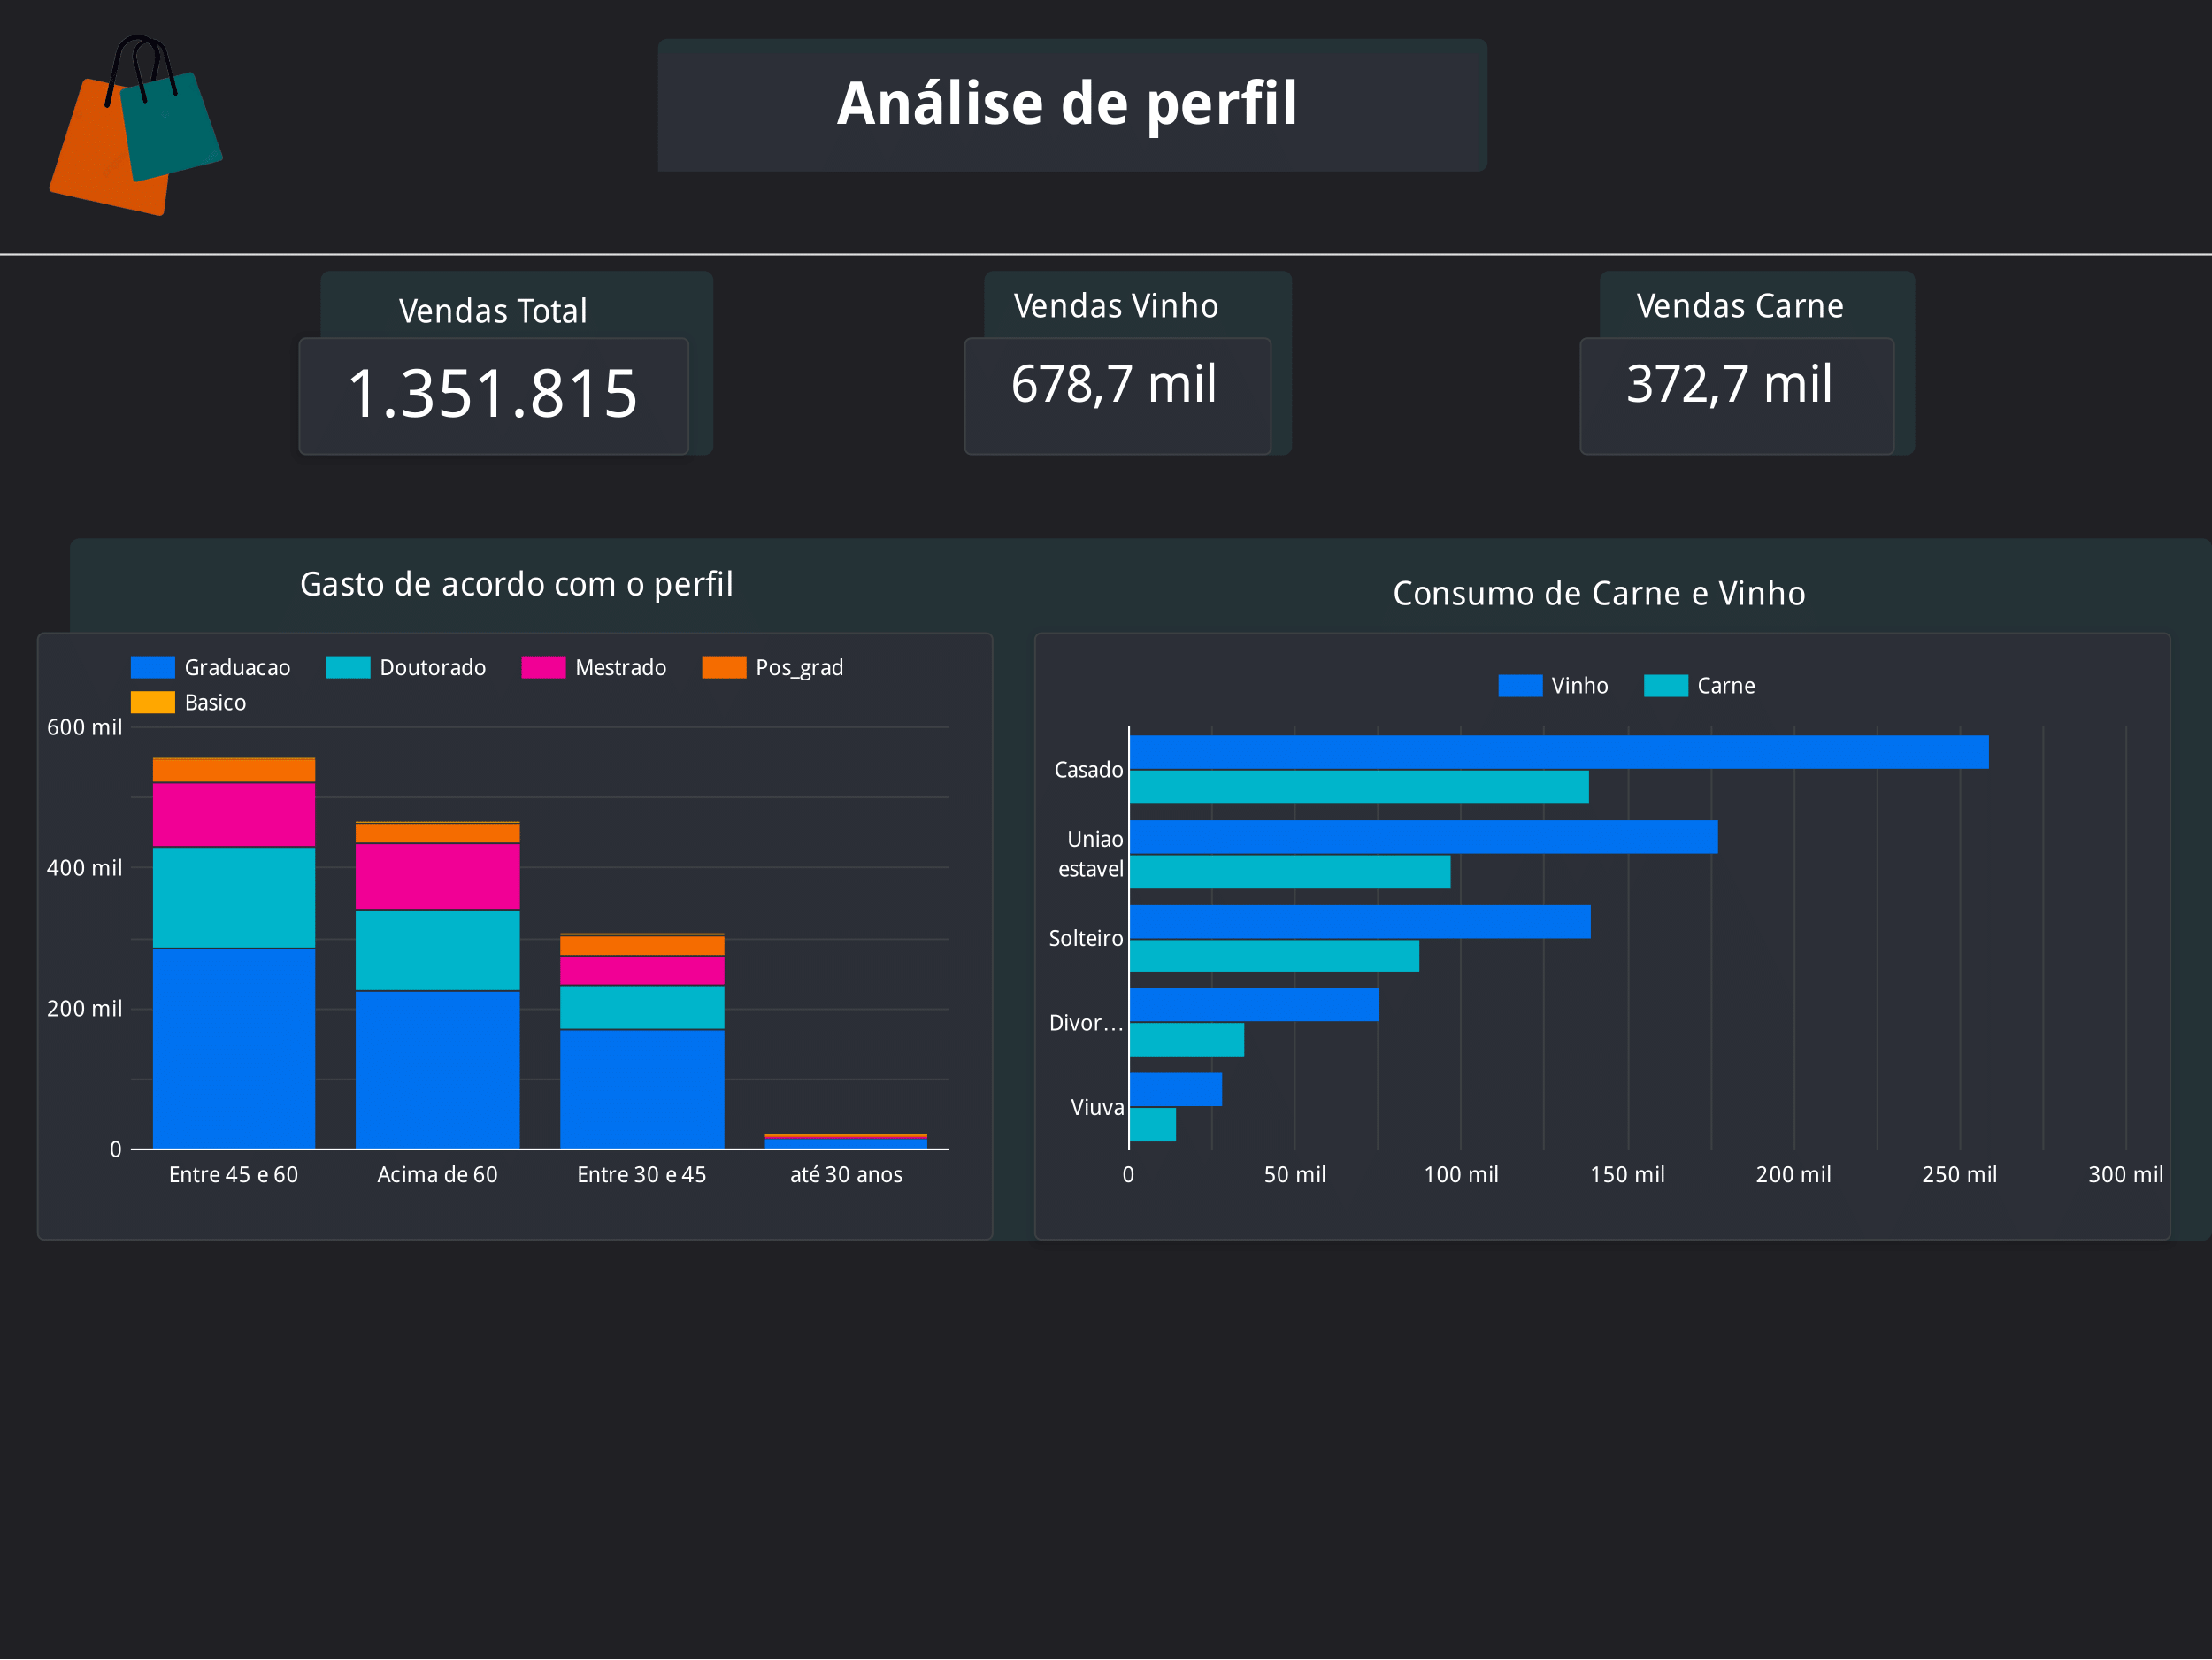 Análise de perfil
Vendas Total
1.351.815
Vendas Vinho
678,7 mil
Vendas Carne
372,7 mil
Gasto de acordo com o perfil
Graduacao Doutorado Mestrado Pos_grad
Basico
600 mil
400 mil
200 mil
0
Entre 45 e 60 Acima de 60 Entre 30 e 45 até 30 anos
Consumo de Carne e Vinho
Vinho Carne
Casado
Uniao
estavel
Solteiro
Divor…
Viuva
0 50 mil 100 mil 150 mil 200 mil 250 mil 300 mil